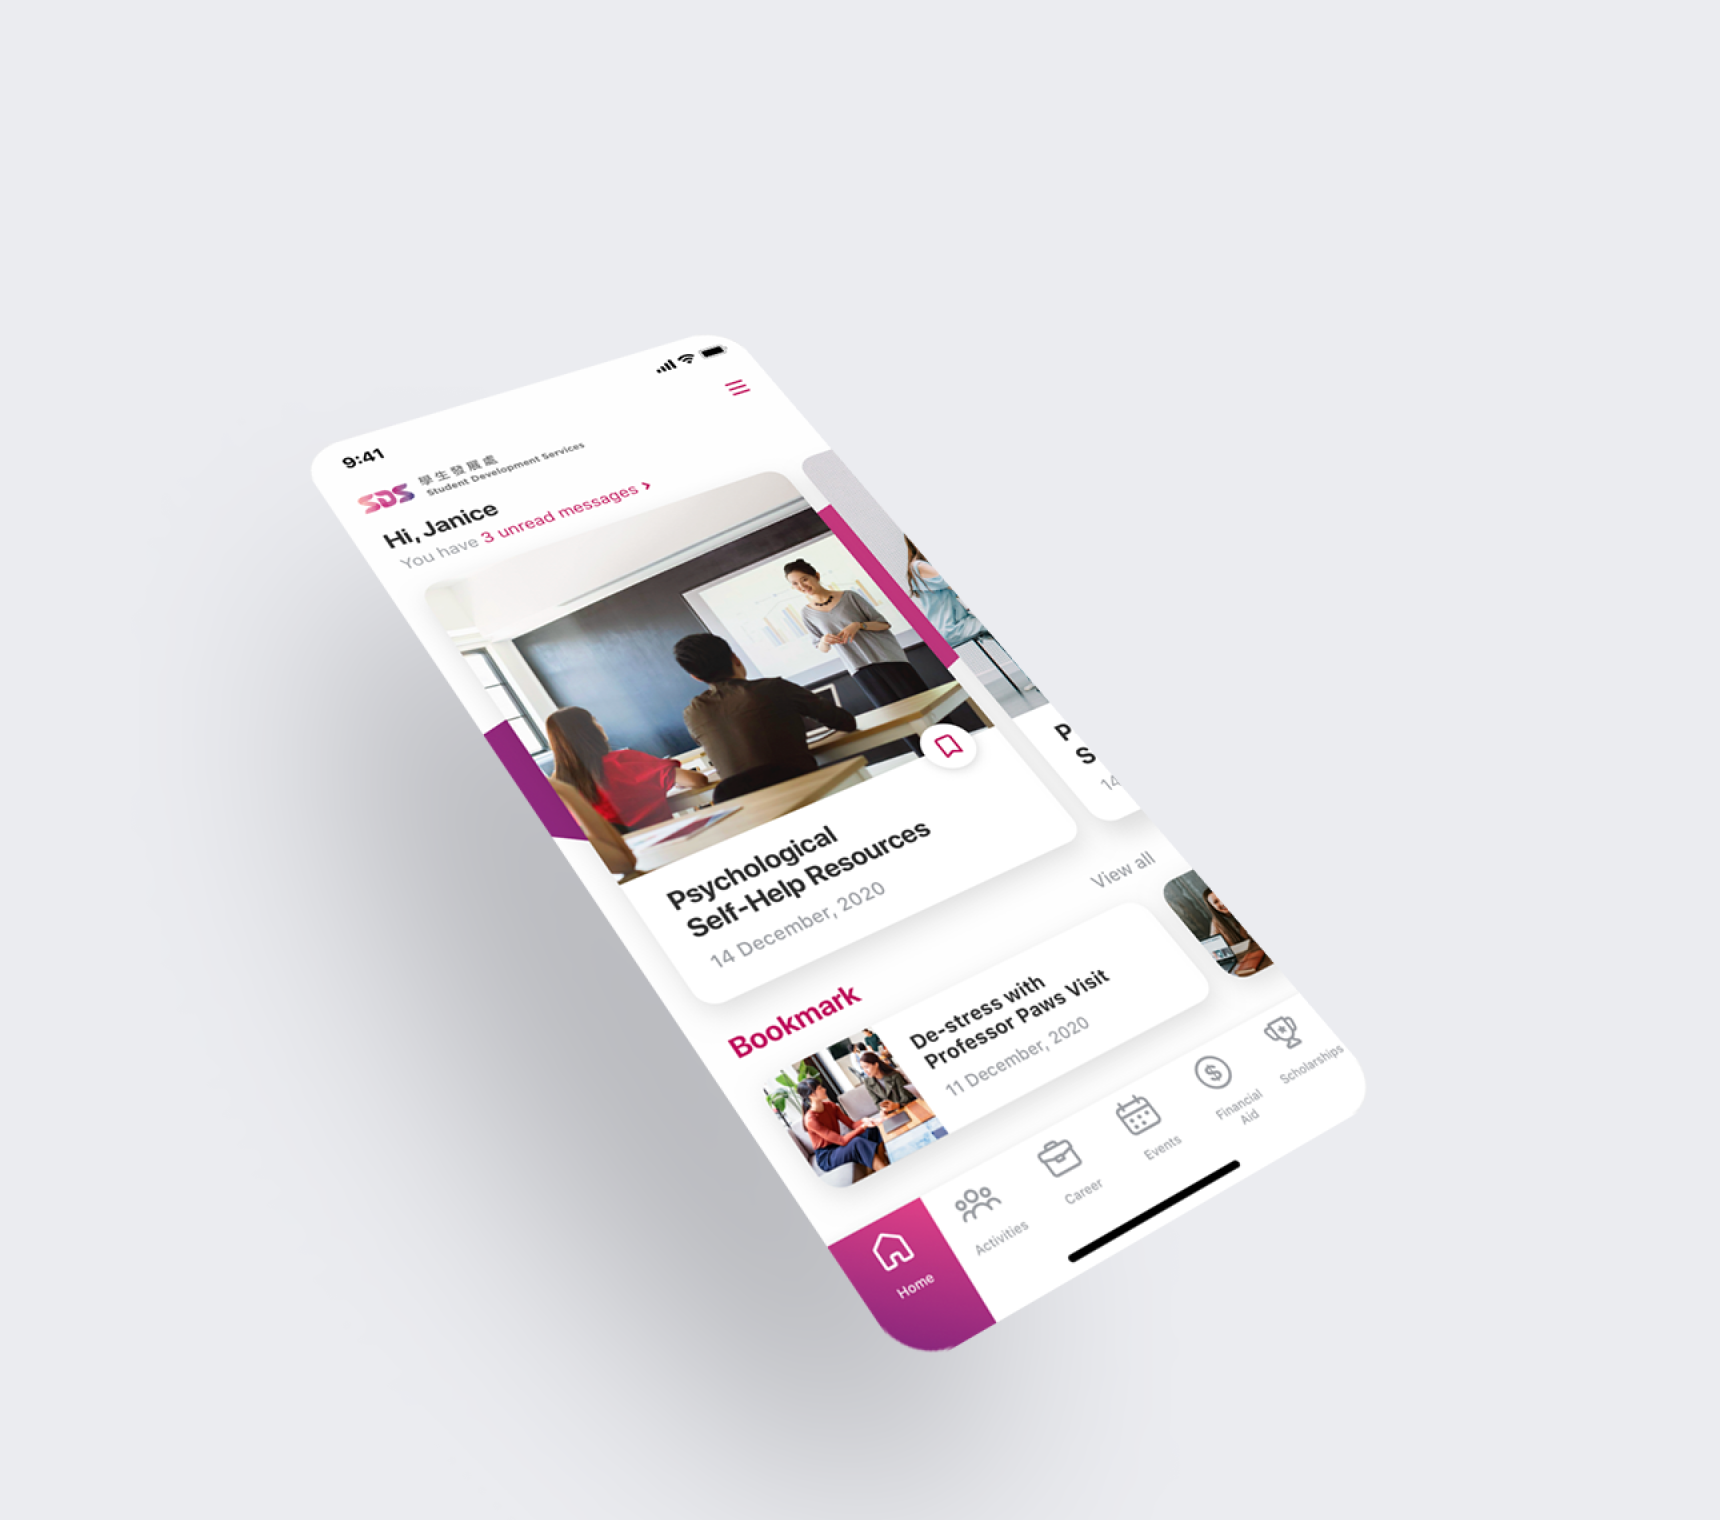 9:41
SDS
學生發展處
Student Development Services
Hi, Janice
You have 3 unread messages
Psychological
Self-Help Resources
14 December, 2020
P
S
14
Bookmark
View all
De-stress with
Professor Paws Visit
11 December, 2020
Home
Activities
Career
Events
Financial
Aid
Scholarships